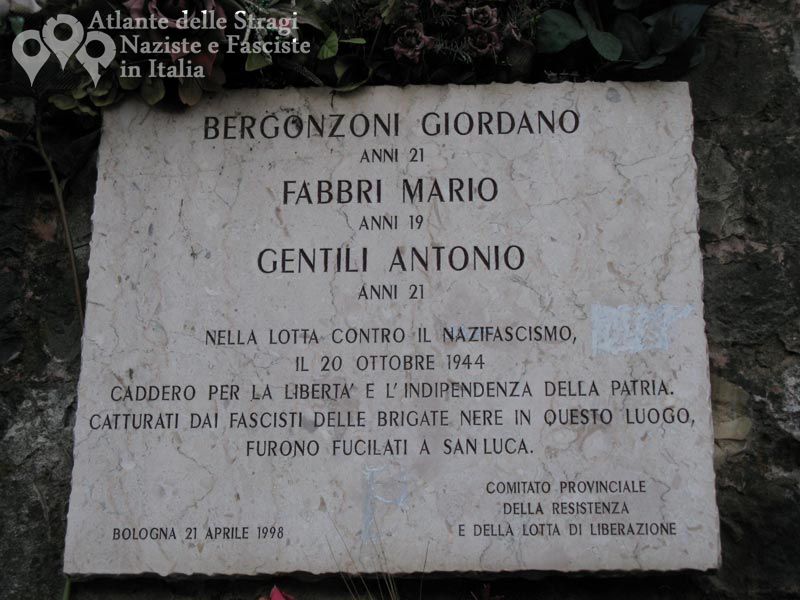 Atlante delle Stragi
Naziste e Fasciste
in Italia
BERGONZONI GIORDANO
ANNI 21
FABBRI MARIO
ANNI 19
GENTILI ANTONIO
ANNI 21
NELLA LOTTA CONTRO IL NAZIFASCISMO,
IL 20 OTTOBRE 1944
CADDERO PER LA LIBERTA' E L'INDIPENDENZA DELLA PATRIA.
CATTURATI DAI FASCISTI DELLE BRIGATE NERE IN QUESTO LUOGO,
FURONO FUCILATI A SAN LUCA.
COMITATO PROVINCIALE
DELLA RESISTENZA
E DELLA LOTTA DI LIBERAZIONE
BOLOGNA 21 APRILE 1998